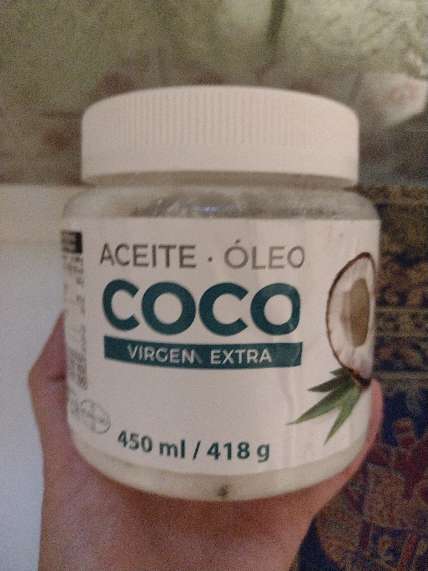 ACEITE · ÓLEO
COCO
VIRGEN EXTRA
450 ml / 418 g